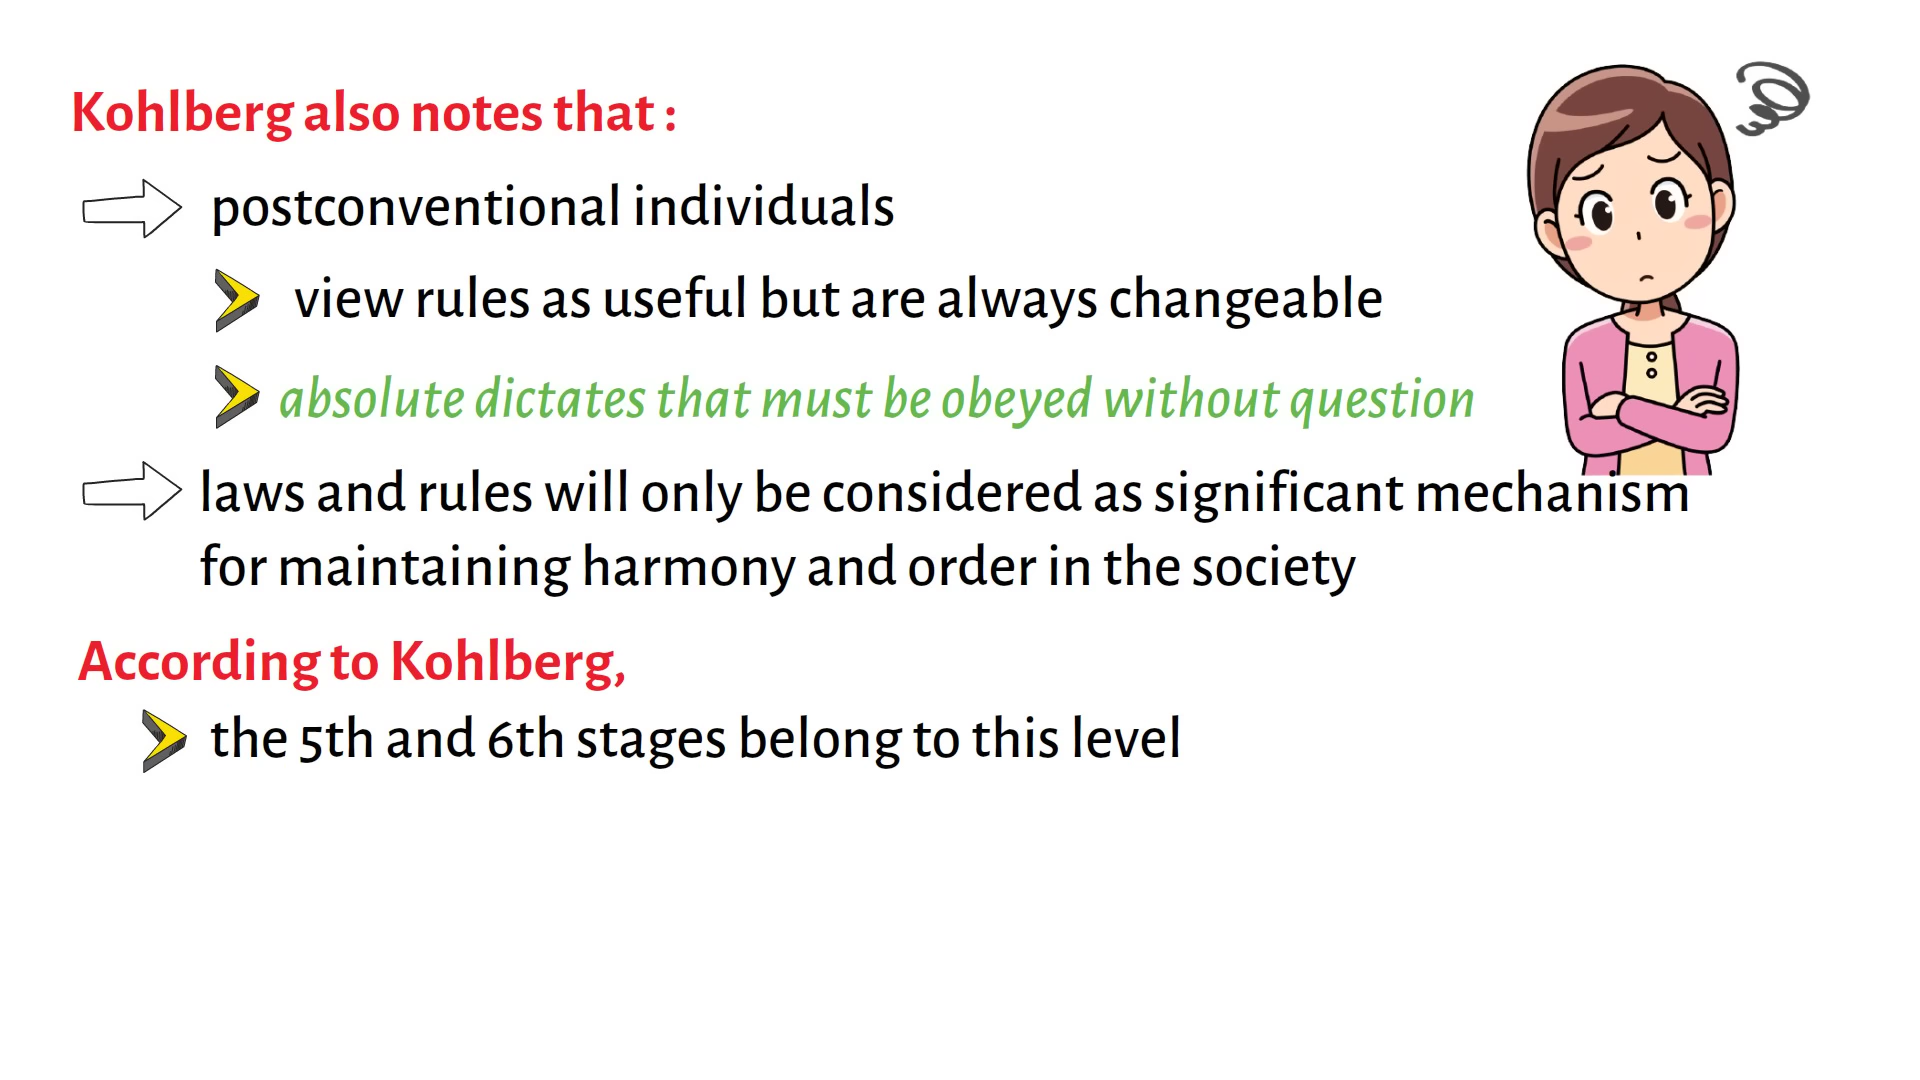 Kohlberg also notes that :
postconventional individuals
view rules as useful but are always changeable
absolute dictates that must be obeyed without question
laws and rules will only be considered as significant mechanism
for maintaining harmony and order in the society
According to Kohlberg,
the 5th and 6th stages belong to this level